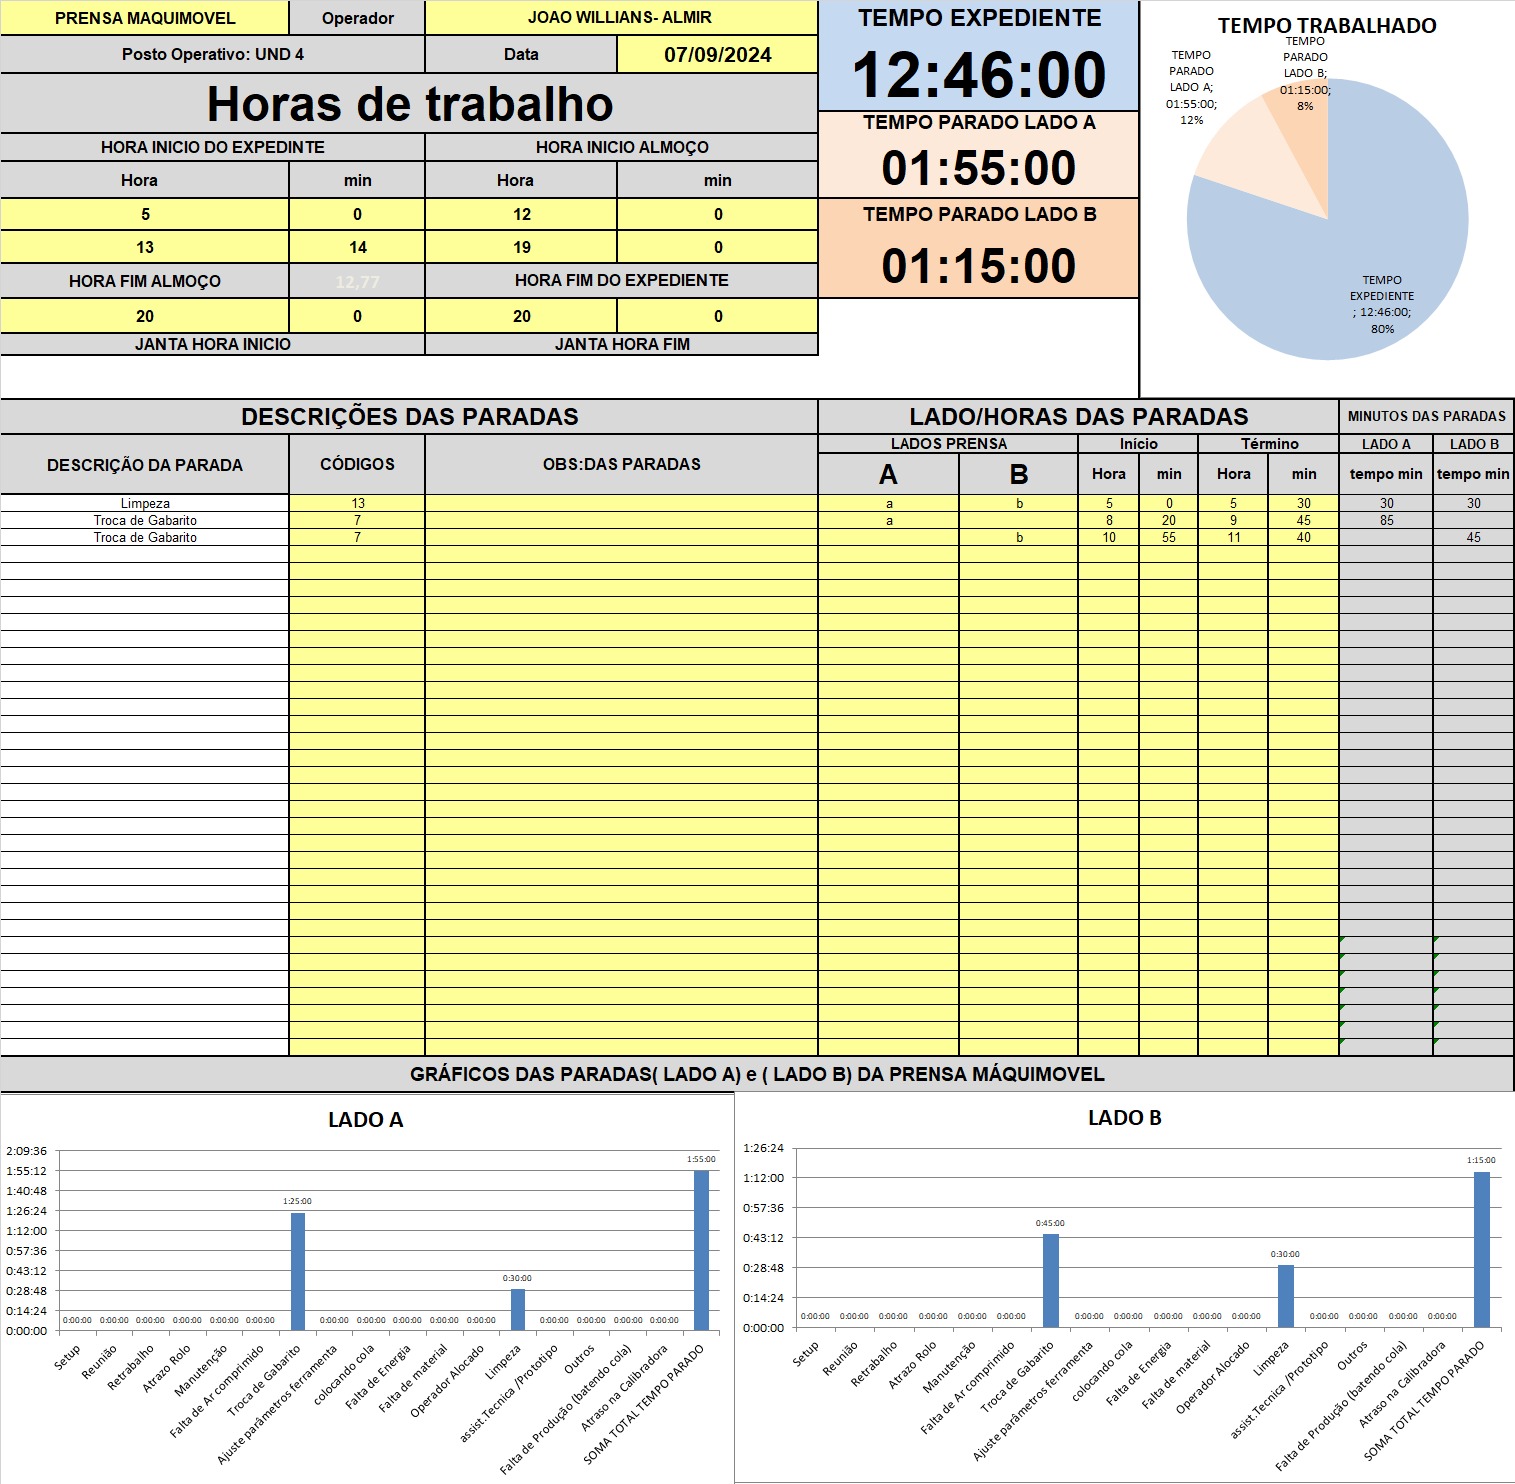 PRENSA MAQUIMOVEL Operador JOAO WILLIANS- ALMIR
Posto Operativo: UND 4 Data 07/09/2024
Horas de trabalho
HORA INICIO DO EXPEDINTE HORA INICIO ALMOÇO
Hora min Hora min
5 0 12 0
13 14 19 0
HORA FIM ALMOÇO 12,77 HORA FIM DO EXPEDIENTE
20 0 20 0
JANTA HORA INICIO JANTA HORA FIM
TEMPO EXPEDIENTE
12:46:00
TEMPO PARADO LADO A
01:55:00
TEMPO PARADO LADO B
01:15:00
TEMPO TRABALHADO
TEMPO
PARADO
LADO A;
01:55:00;
12%
TEMPO
PARADO
LADO B;
01:15:00;
8%
TEMPO
EXPEDIENTE
; 12:46:00;
80%
DESCRIÇÕES DAS PARADAS LADO/HORAS DAS PARADAS MINUTOS DAS PARADAS
DESCRIÇÃO DA PARADA CÓDIGOS OBS:DAS PARADAS LADOS PRENSA Início Término LADO A LADO B
A B Hora min Hora min tempo min tempo min
Limpeza 13 a b 5 0 5 30 30 30
Troca de Gabarito 7 a 8 20 9 45 85
Troca de Gabarito 7 b 10 55 11 40 45
GRÁFICOS DAS PARADAS( LADO A) e ( LADO B) DA PRENSA MÁQUIMOVEL
LADO A
2:09:36
1:55:12
1:40:48
1:26:24
1:12:00
0:57:36
0:43:12
0:28:48
0:14:24
0:00:00
0:00:00 0:00:00 0:00:00 0:00:00 0:00:00 0:00:00 1:25:00 0:00:00 0:00:00 0:00:00 0:00:00 0:00:00 0:30:00 0:00:00 0:00:00 0:00:00 0:00:00 1:55:00
Setup
Reunião
Retrabalho
Atrazo Rolo
Manutenção
Falta de Ar comprimido
Troca de Gabarito
Ajuste parâmetros ferramenta
colocando cola
Falta de Energia
Falta de material
Operador Alocado
Limpeza
assist.Tecnica /Prototipo
Outros
Falta de Produção (batendo cola)
Atraso na Calibradora
SOMA TOTAL TEMPO PARADO
LADO B
1:26:24
1:12:00
0:57:36
0:43:12
0:28:48
0:14:24
0:00:00
0:00:00 0:00:00 0:00:00 0:00:00 0:00:00 0:00:00 0:45:00 0:00:00 0:00:00 0:00:00 0:00:00 0:00:00 0:30:00 0:00:00 0:00:00 0:00:00 0:00:00 1:15:00
Setup
Reunião
Retrabalho
Atrazo Rolo
Manutenção
Falta de Ar comprimido
Troca de Gabarito
Ajuste parâmetros ferramenta
colocando cola
Falta de Energia
Falta de material
Operador Alocado
Limpeza
assist.Tecnica /Prototipo
Outros
Falta de Produção (batendo cola)
Atraso na Calibradora
SOMA TOTAL TEMPO PARADO